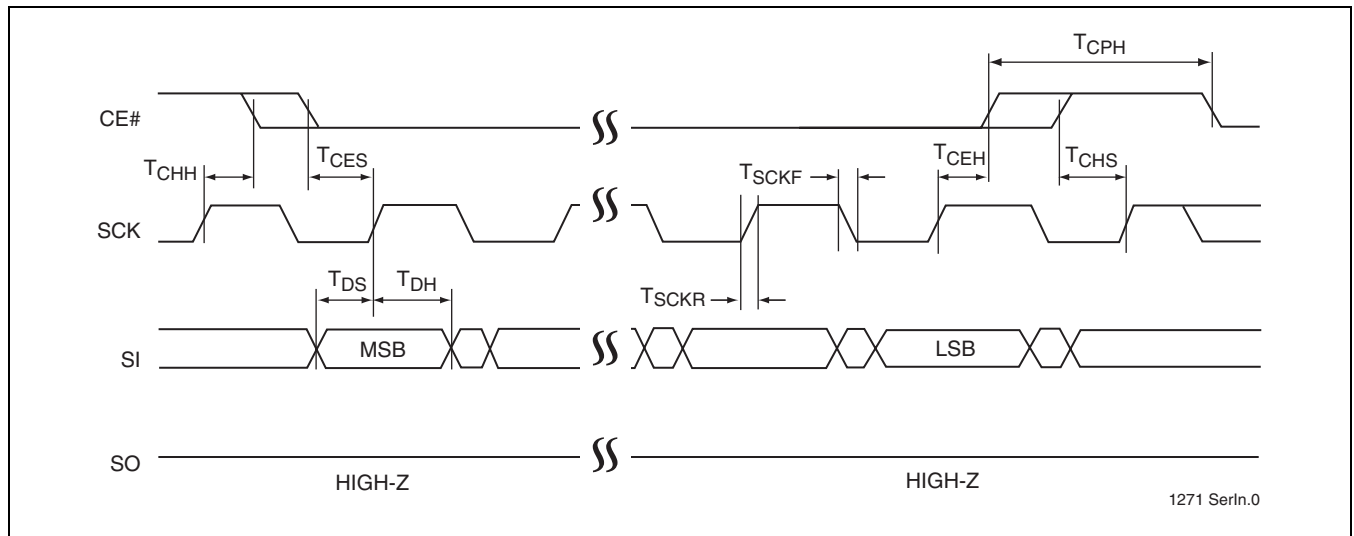 TCPH
CE#
TCHH
TCES
TSCKF
TCEH
TCHS
SCK
TDS
TDH
TSCKR
SI
MSB
LSB
SO
HIGH-Z
HIGH-Z
1271 SerIn.0